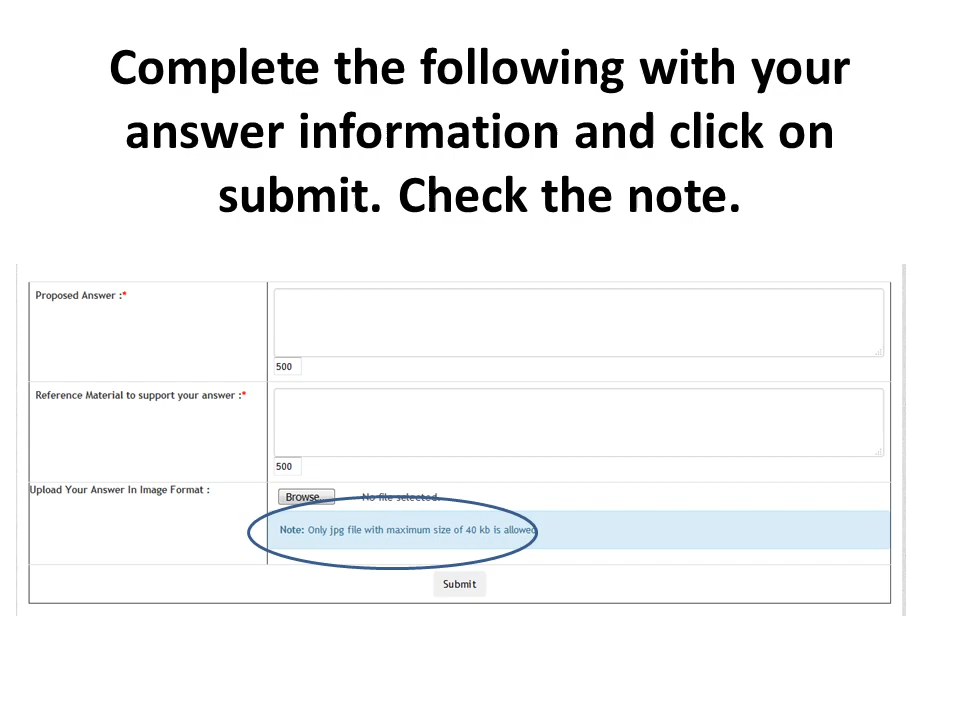 Complete the following with your
answer information and click on
submit. Check the note.
Proposed Answer :*
500
Reference Material to support your answer :*
500
Upload Your Answer In Image Format :
Browse... No file selected.
Note: Only jpg file with maximum size of 40 kb is allowed
Submit